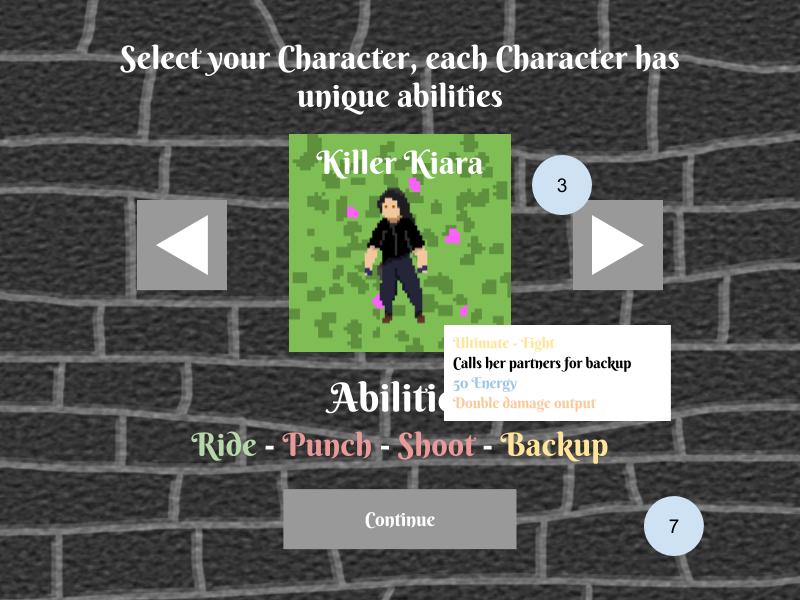 Select your Character, each Character has
unique abilities
Killer Kiara
3
Ultimate - Fight
Calls her partners for backup
50 Energy
Double damage output
Abilitie
Ride - Punch - Shoot - Backup
Continue
7